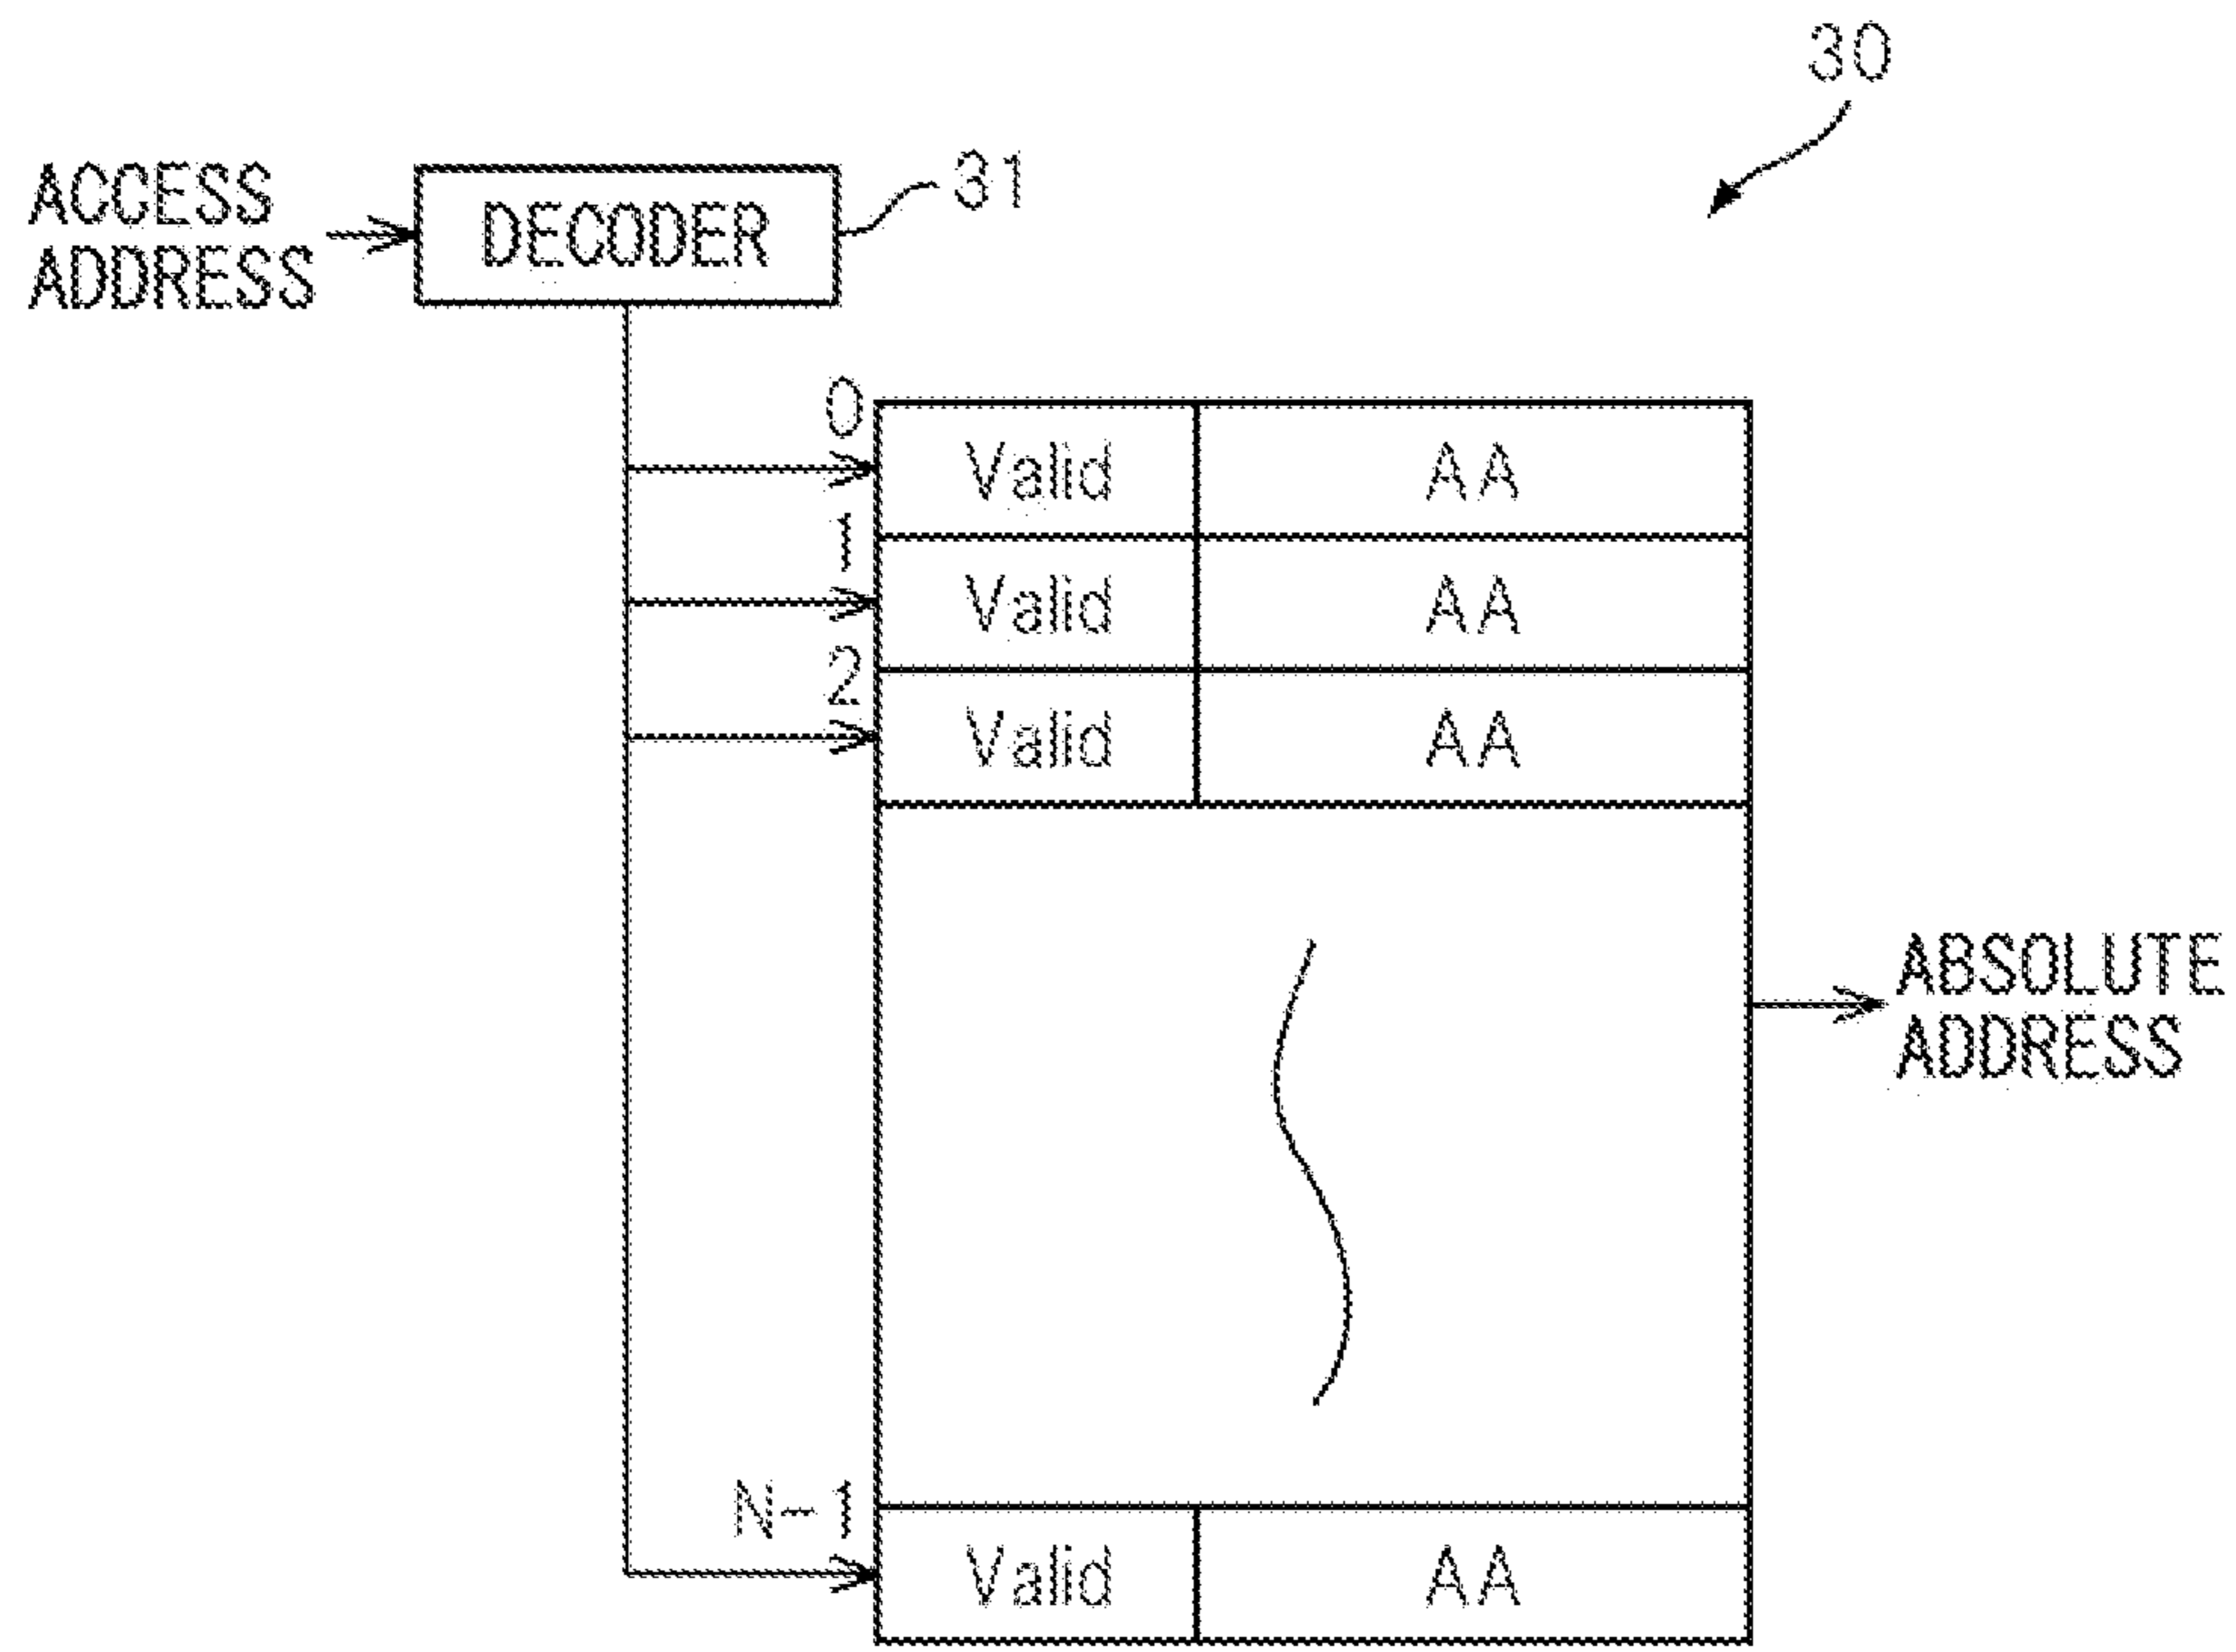 30
ACCESS
ADDRESS
DECODER
31
0
Valid AA
1
Valid AA
2
Valid AA
ABSOLUTE
ADDRESS
N-1
Valid AA